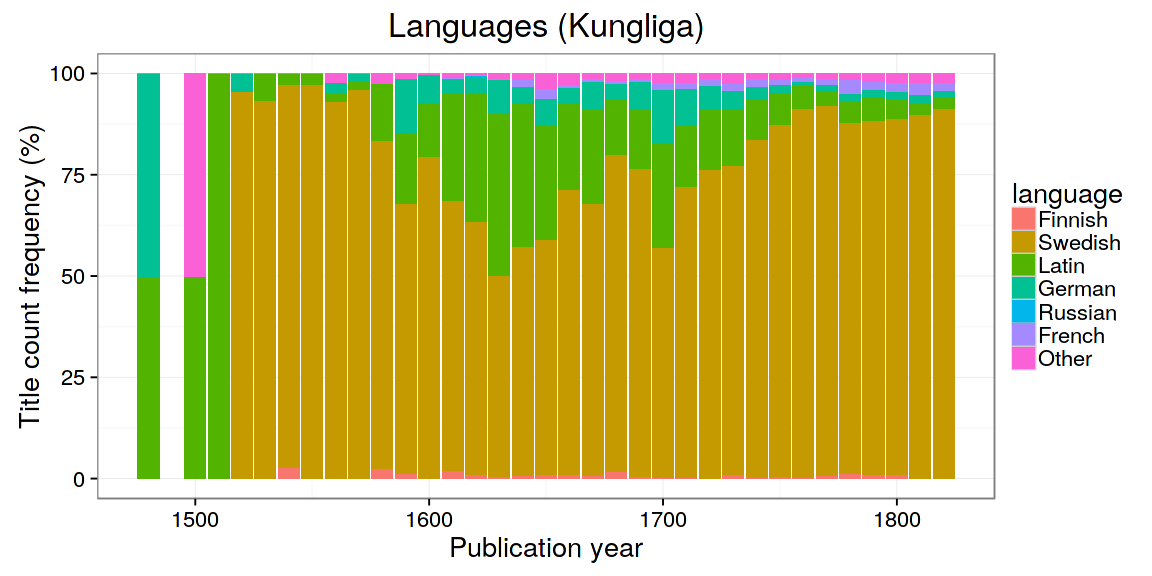 Languages (Kungliga)
Title count frequency (%)
100
75
50
25
0
1500
1600
1700
1800
Publication year
language
Finnish
Swedish
Latin
German
Russian
French
Other